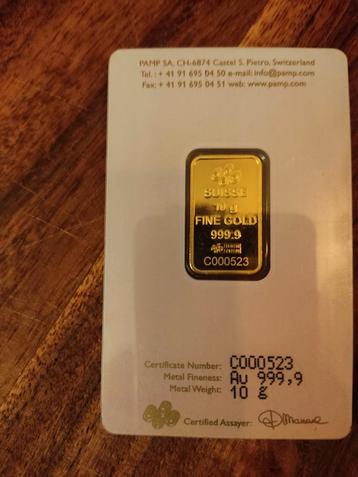 PAMP SA, CH-6874 Castel S. Pietro, Switzerland
Tel.: + 41 91 695 04 50 e-mail: info@pamp.com
Fax: + 41 91 695 04 51 web: www.pamp.com
SUISSE
10 g
FINE GOLD
999.9
C000523
Certificate Number: C000523
Metal Fineness: Au 999,9
Metal Weight: 10 g
Certified Assayer: